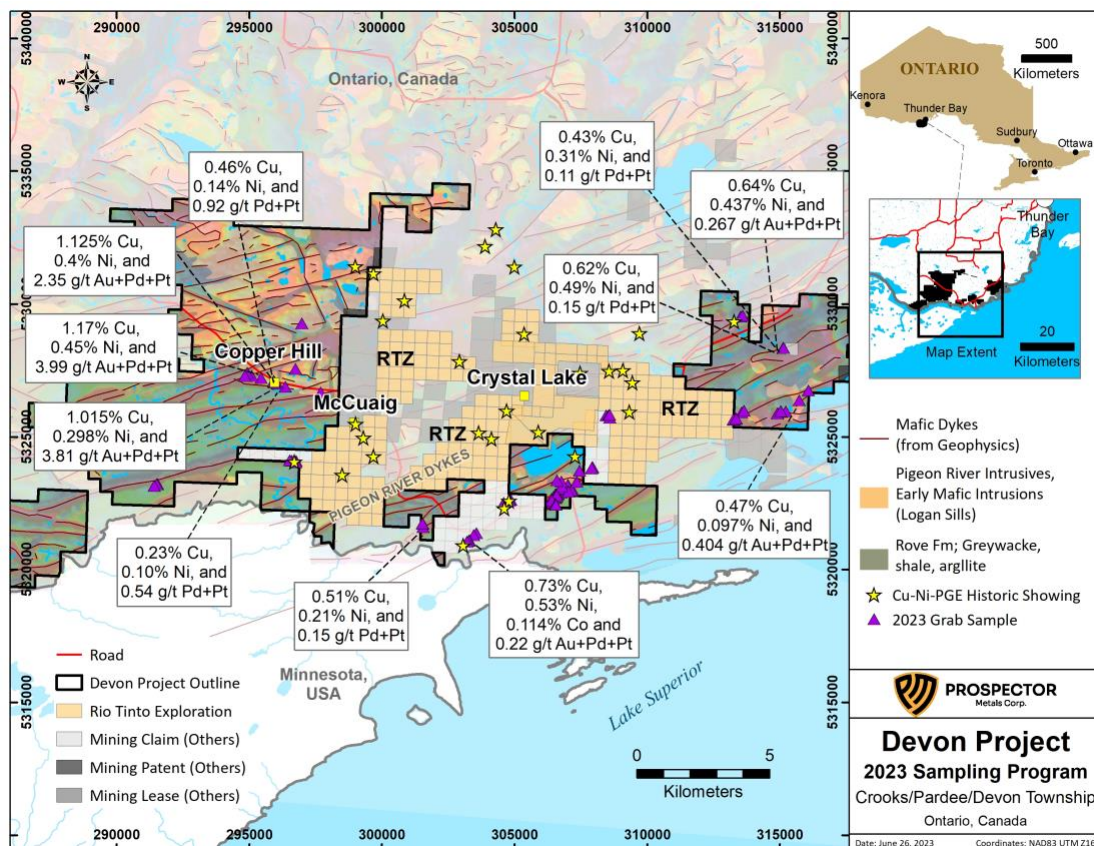 290000 295000 300000 305000 310000 315000
5340000
5335000
5330000
5325000
5320000
5315000
5340000
5335000
5330000
5325000
5320000
5315000
N
W E
S
Ontario, Canada
0.46% Cu,
0.14% Ni, and
0.92 g/t Pd+Pt
0.43% Cu,
0.31% Ni, and
0.11 g/t Pd+Pt
0.64% Cu,
0.437% Ni, and
0.267 g/t Au+Pd+Pt
1.125% Cu,
0.4% Ni, and
2.35 g/t Au+Pd+Pt
0.62% Cu,
0.49% Ni, and
0.15 g/t Pd+Pt
1.17% Cu,
0.45% Ni, and
3.99 g/t Au+Pd+Pt
Copper Hill
RTZ
Crystal Lake
McCuaig
RTZ
RTZ
1.015% Cu,
0.298% Ni, and
3.81 g/t Au+Pd+Pt
PIGEON RIVER DYKES
0.47% Cu,
0.097% Ni, and
0.404 g/t Au+Pd+Pt
0.23% Cu,
0.10% Ni, and
0.54 g/t Pd+Pt
0.51% Cu,
0.21% Ni, and
0.15 g/t Pd+Pt
0.73% Cu,
0.53% Ni,
0.114% Co and
0.22 g/t Au+Pd+Pt
Minnesota,
USA
Lake Superior
Road
Devon Project Outline
Rio Tinto Exploration
Mining Claim (Others)
Mining Patent (Others)
Mining Lease (Others)
0 5
Kilometers
290000 295000 300000 305000 310000 315000
500
Kilometers
ONTARIO
Kenora
Thunder Bay
Sudbury
Ottawa
Toronto
Thunder
Bay
20
Kilometers
Map Extent
Mafic Dykes
(from Geophysics)
Pigeon River Intrusives,
Early Mafic Intrusions
(Logan Sills)
Rove Fm; Greywacke,
shale, argllite
Cu-Ni-PGE Historic Showing
2023 Grab Sample
PROSPECTOR
Metals Corp.
Devon Project
2023 Sampling Program
Crooks/Pardee/Devon Township
Ontario, Canada
Date: June 26, 2023 Coordinates: NAD83 UTM Z16